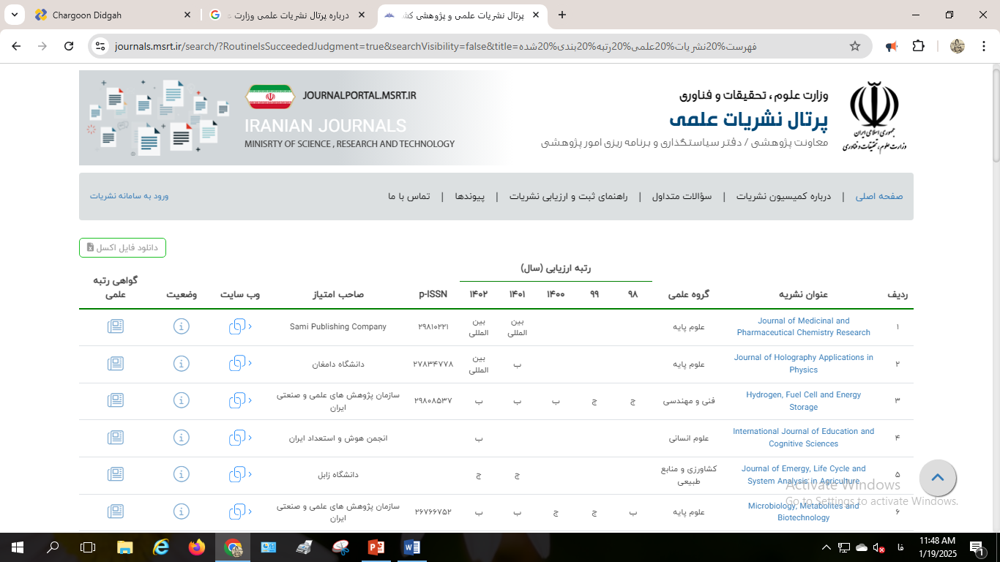 Chargoon Didgah
درباره پرتال نشریات علمی وزارت
پرتال نشریات علمی و پژوهشی کش
journals.msrt.ir/search/?RoutineIsSucceededJudgment=true&searchVisibility=false&title=فهرست%20نشریات%20علمی%20رتبه%20بندی%20شده
JOURNALPORTAL.MSRT.IR
IRANIAN JOURNALS
MINISRTY OF SCIENCE , RESEARCH AND TECHNOLOGY
وزارت علوم ، تحقیقات و فناوری
پرتال نشریات علمی
معاونت پژوهشی / دفتر سیاستگذاری و برنامه ریزی امور پژوهشی
جمهوری اسلامی ایران
وزارت علوم، تحقیقات و فناوری
صفحه اصلی | درباره کمیسیون نشریات | سؤالات متداول | راهنمای ثبت و ارزیابی نشریات | پیوندها | تماس با ما
ورود به سامانه نشریات
دانلود فایل اکسل
رتبه ارزیابی (سال)
ردیف عنوان نشریه گروه علمی ۹۸ ۹۹ ۱۴۰۰ ۱۴۰۱ ۱۴۰۲ p-ISSN صاحب امتیاز وب سایت وضعیت گواهی رتبه علمی
۱ Journal of Medicinal and Pharmaceutical Chemistry Research علوم پایه بین المللی بین المللی ۲۹۸۱۰۲۲۱ Sami Publishing Company
۲ Journal of Holography Applications in Physics علوم پایه ب بین المللی ۲۷۸۳۴۷۷۸ دانشگاه دامغان
۳ Hydrogen, Fuel Cell and Energy Storage فنی و مهندسی ج ج ب ب ب ۲۹۸۰۸۵۳۷ سازمان پژوهش های علمی و صنعتی ایران
۴ International Journal of Education and Cognitive Sciences علوم انسانی ب انجمن هوش و استعداد ایران
۵ Journal of Emergy, Life Cycle and System Analysis in Agriculture کشاورزی و منابع طبیعی ج ج دانشگاه زابل
۶ Microbiology, Metabolites and Biotechnology علوم پایه ب ج ج ب ب ۲۶۷۶۶۷۵۲ سازمان پژوهش های علمی و صنعتی ایران
Activate Windows
Go to Settings to activate Windows.
فا
11:48 AM
1/19/2025
1